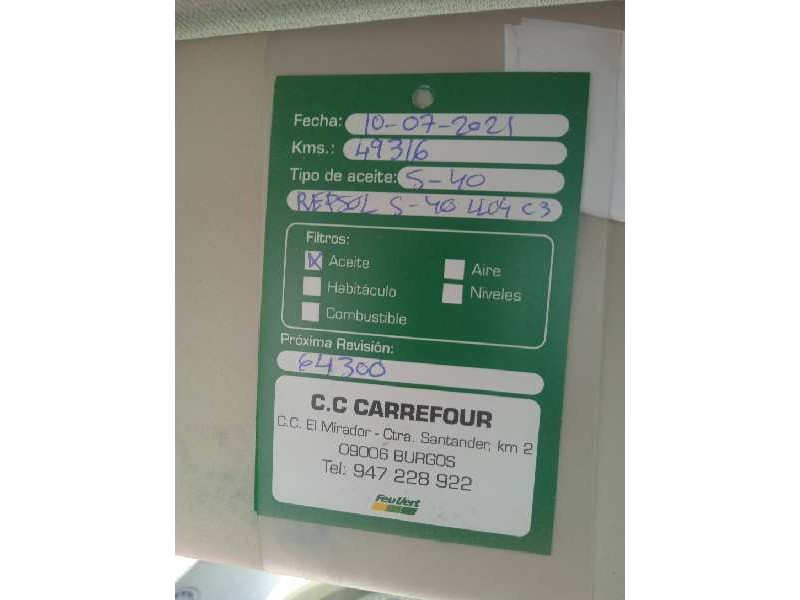 Fecha: 10-07-2021
Kms.: 49316
Tipo de aceite: 5-40
REPSOL 5-40 LL04 C3
Filtros:
Aceite Aire
Habitáculo Niveles
Combustible
Próxima Revisión:
64300
C.C CARREFOUR
C.C. El Mirador - Ctra. Santander, km 2
09006 BURGOS
Tel: 947 228 922
Feu Vert